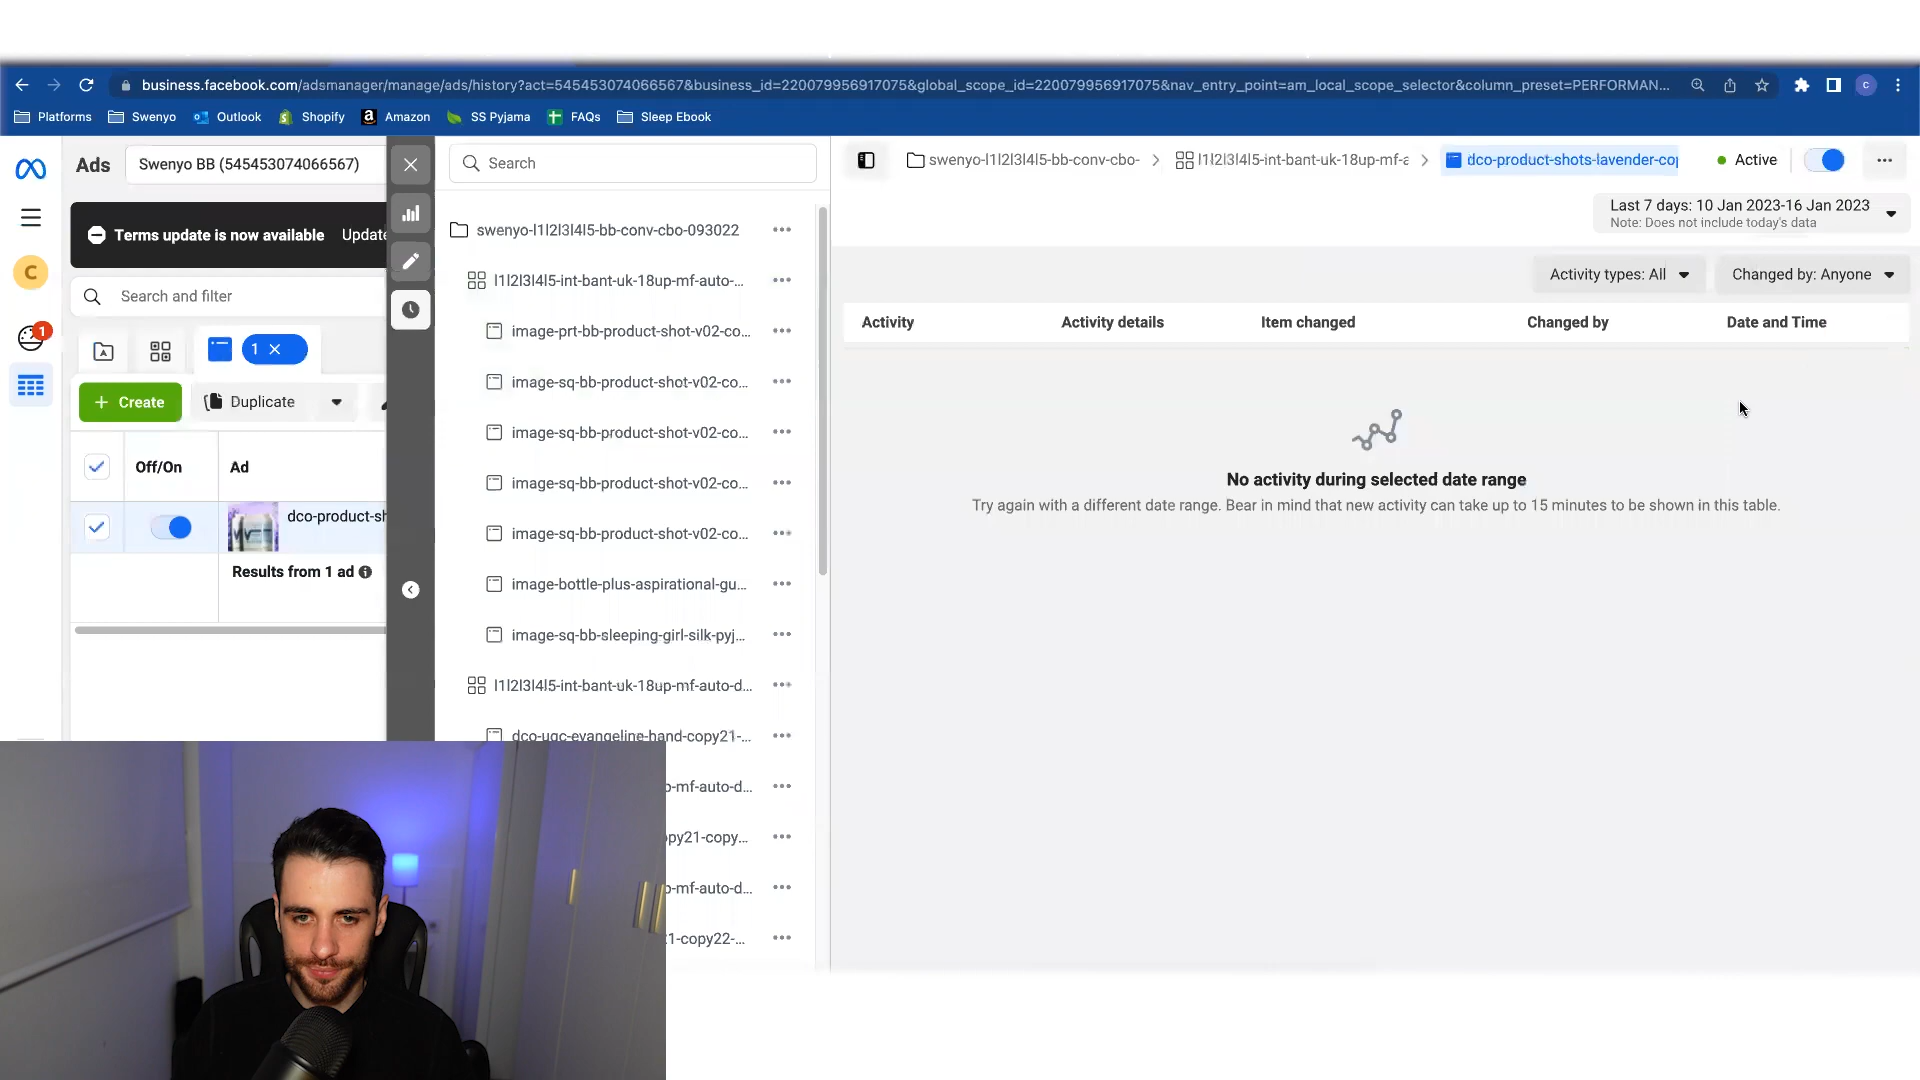 business.facebook.com/adsmanager/manage/ads/history?act=545453074066567&business_id=220079956917075&global_scope_id=220079956917075&nav_entry_point=am_local_scope_selector&column_preset=PERFORMAN...
C
Platforms
Swenyo
Outlook
Shopify
Amazon
SS Pyjama
FAQs
Sleep Ebook
Ads
Swenyo BB (545453074066567)
Terms update is now available
Update
C
Search and filter
1
1
Create
Duplicate
Off/On
Ad
dco-product-sh
Results from 1 ad
Search
swenyo-l1l2l3l4l5-bb-conv-cbo-093022
l1l2l3l4l5-int-bant-uk-18up-mf-auto-...
image-prt-bb-product-shot-v02-co...
image-sq-bb-product-shot-v02-co...
image-sq-bb-product-shot-v02-co...
image-sq-bb-product-shot-v02-co...
image-sq-bb-product-shot-v02-co...
image-bottle-plus-aspirational-gu...
image-sq-bb-sleeping-girl-silk-pyj...
l1l2l3l4l5-int-bant-uk-18up-mf-auto-d...
dco-ugc-evangeline-hand-copy21-...
-mf-auto-d...
py21-copy...
-mf-auto-d...
1-copy22-...
swenyo-l1l2l3l4l5-bb-conv-cbo-
l1l2l3l4l5-int-bant-uk-18up-mf-a
dco-product-shots-lavender-co
Active
Last 7 days: 10 Jan 2023-16 Jan 2023
Note: Does not include today's data
Activity types: All
Changed by: Anyone
Activity
Activity details
Item changed
Changed by
Date and Time
No activity during selected date range
Try again with a different date range. Bear in mind that new activity can take up to 15 minutes to be shown in this table.